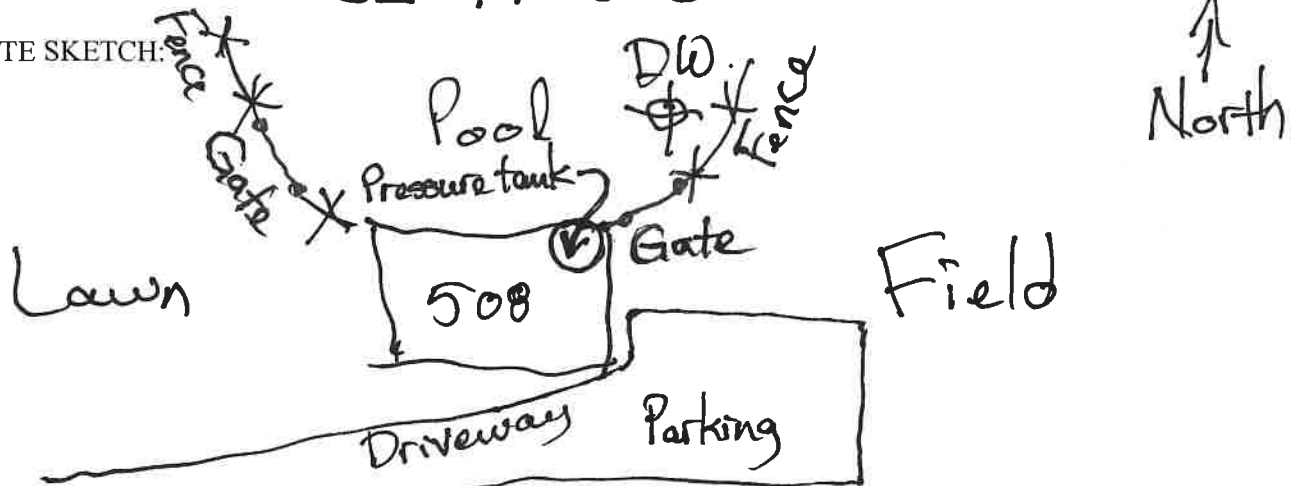 TE SKETCH:
Fence
DW.
North
Pool
Fence
Gate
Pressure tank
Gate
Lawn
508
Field
Driveway
Parking